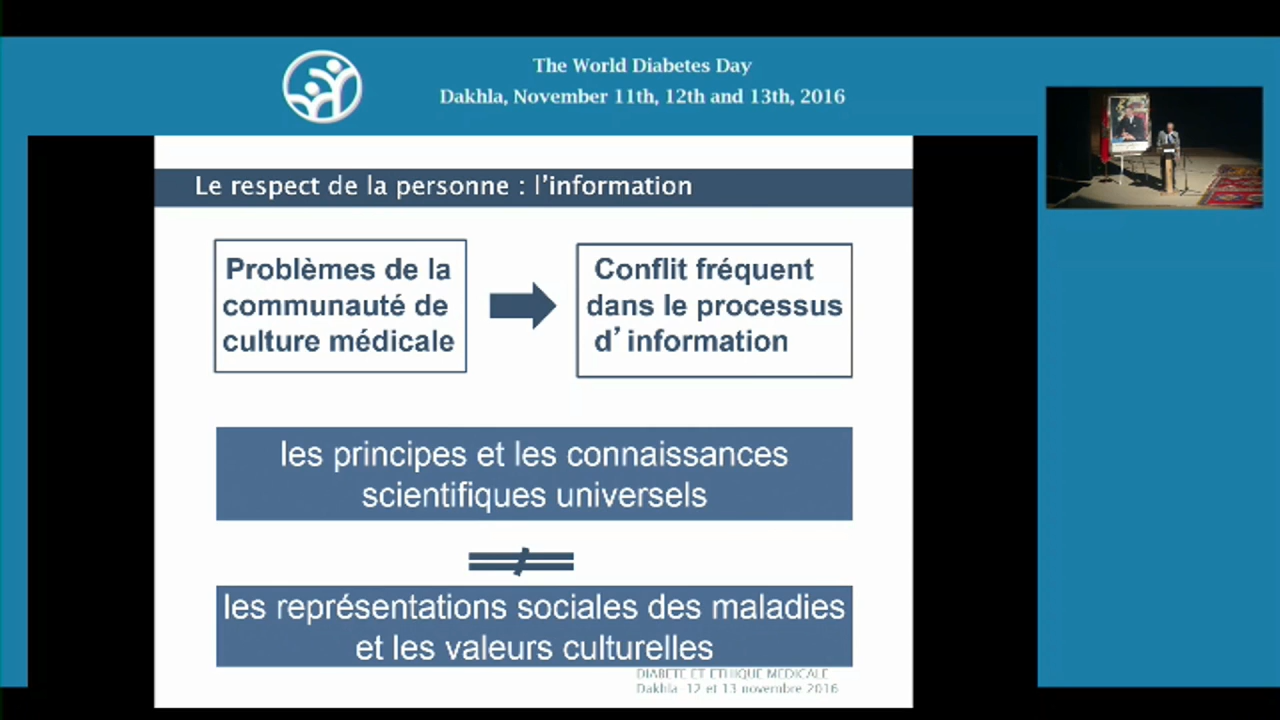 The World Diabetes Day
Dakhla, November 11th, 12th and 13th, 2016
Le respect de la personne : l'information
Problèmes de la
communauté de
culture médicale
Conflit fréquent
dans le processus
d’ information
les principes et les connaissances
scientifiques universels
≠
les représentations sociales des maladies
et les valeurs culturelles
DIABETE ET ETHIQUE MEDICALE
Dakhla 12 et 13 novembre 2016